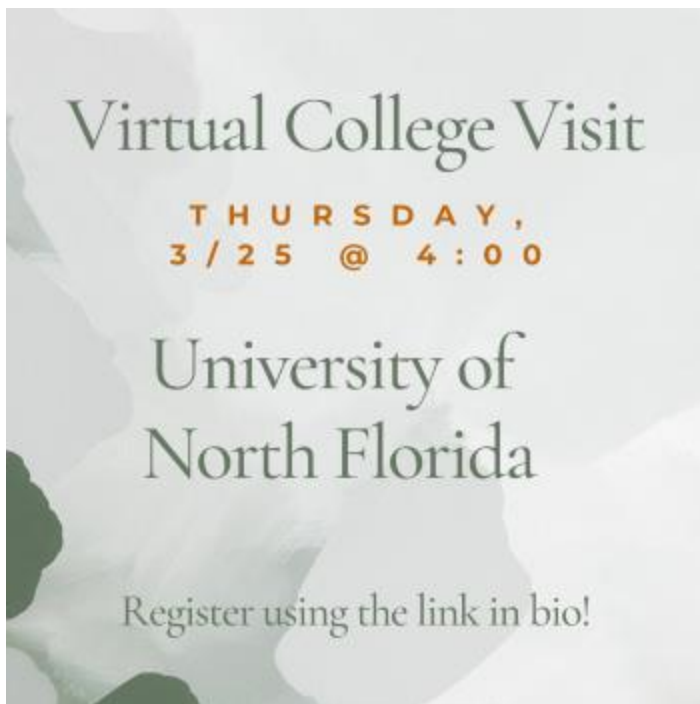 Virtual College Visit
THURSDAY,
3/25 @ 4:00
University of
North Florida
Register using the link in bio!